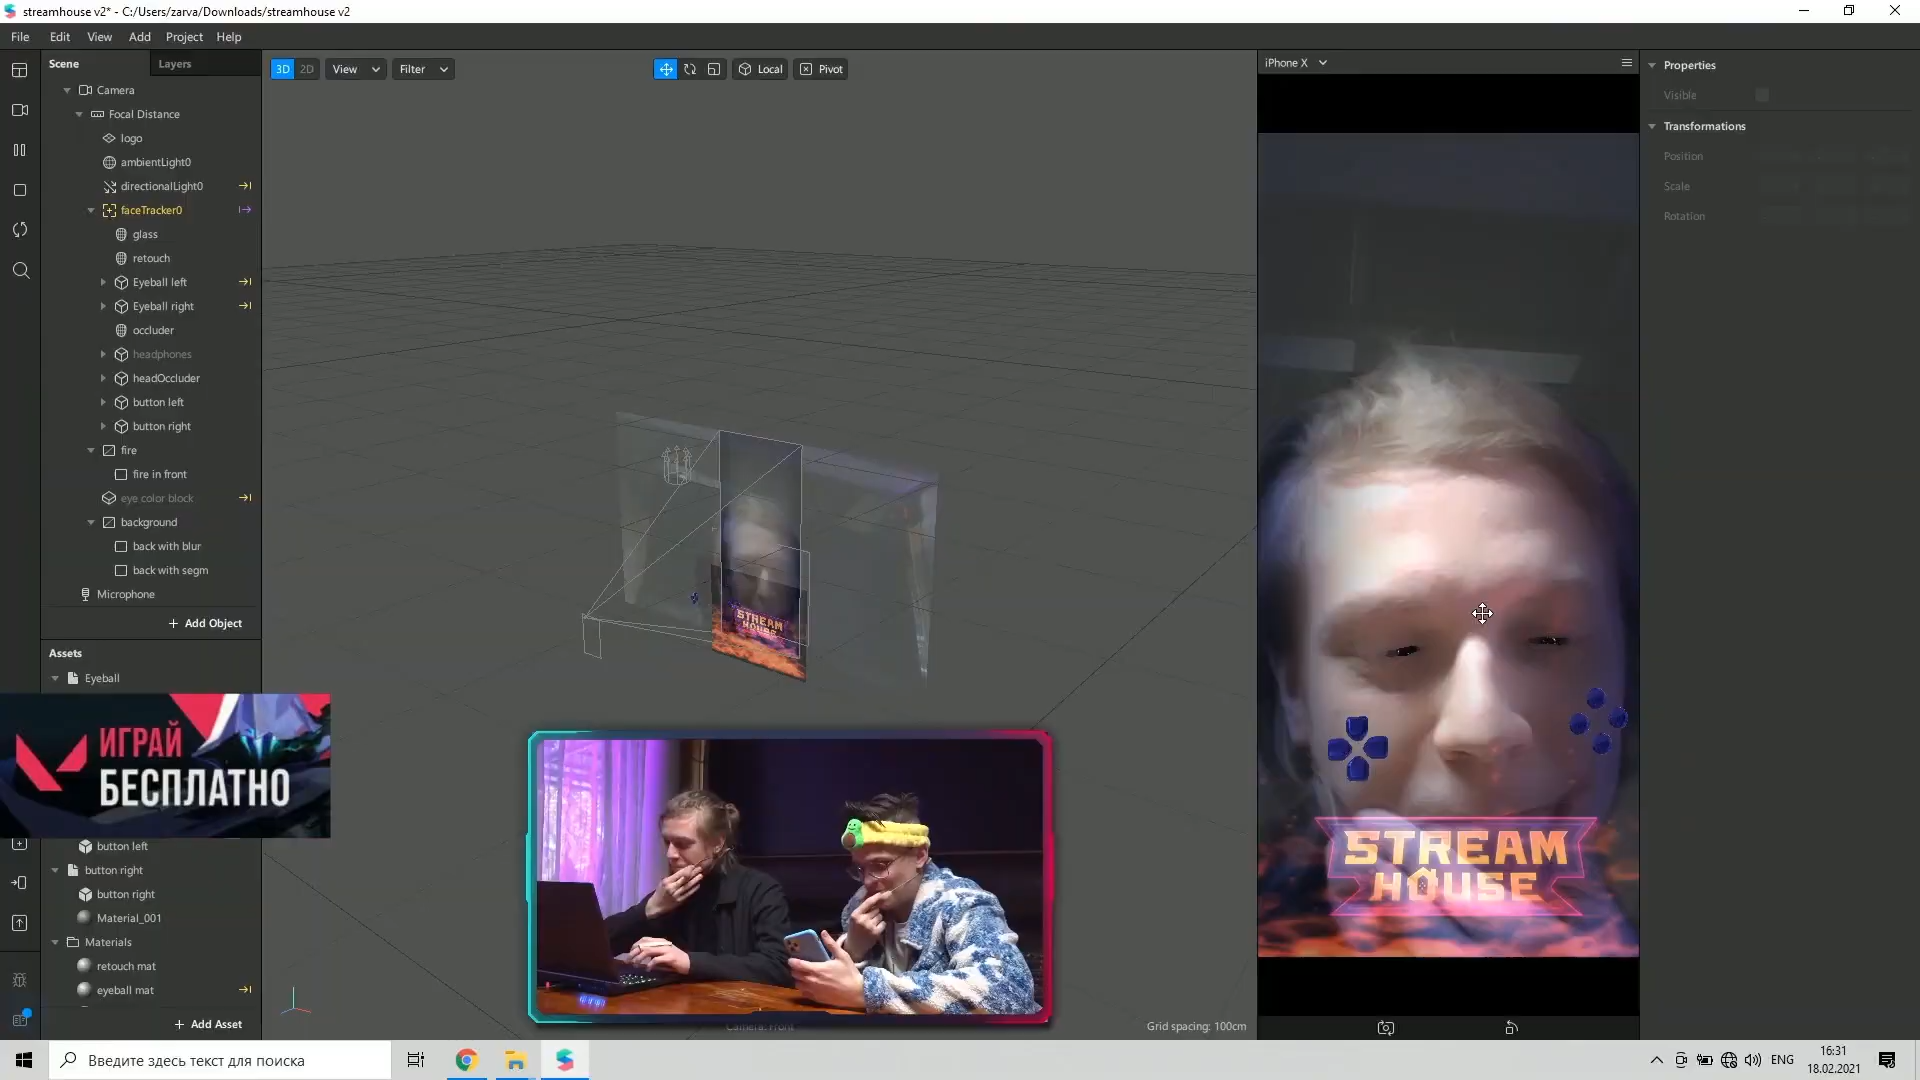 streamhouse v2* - C:/Users/zarva/Downloads/streamhouse v2
File Edit View Add Project Help
Scene
Layers
Camera
Focal Distance
logo
ambientLight0
directionalLight0
faceTracker0
glass
retouch
Eyeball left
Eyeball right
occluder
headphones
headOccluder
button left
button right
fire
fire in front
eye color block
background
back with blur
back with segm
Microphone
+ Add Object
Assets
Eyeball
ИГРАЙ
БЕСПЛАТНО
button left
button right
button right
Material_001
Materials
retouch mat
eyeball mat
+ Add Asset
3D 2D
View
Filter
Local
Pivot
STREAM
HOUSE
Camera: Front
Grid spacing: 100cm
iPhone X
STREAM
HOUSE
Properties
Visible
Transformations
Position
Scale
Rotation
Введите здесь текст для поиска
ENG
16:31
18.02.2021